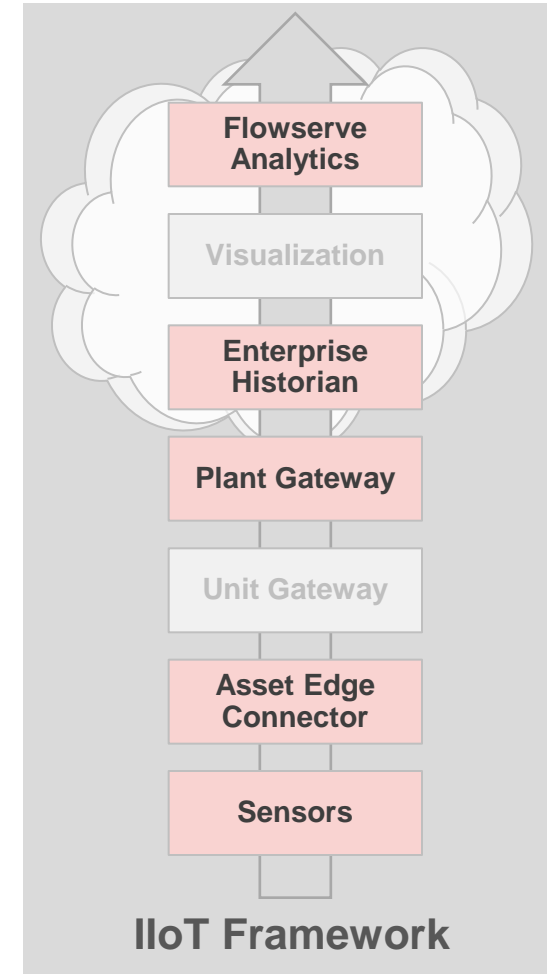 Flowserve
Analytics
Visualization
Enterprise
Historian
Plant Gateway
Unit Gateway
Asset Edge
Connector
Sensors
IIoT Framework